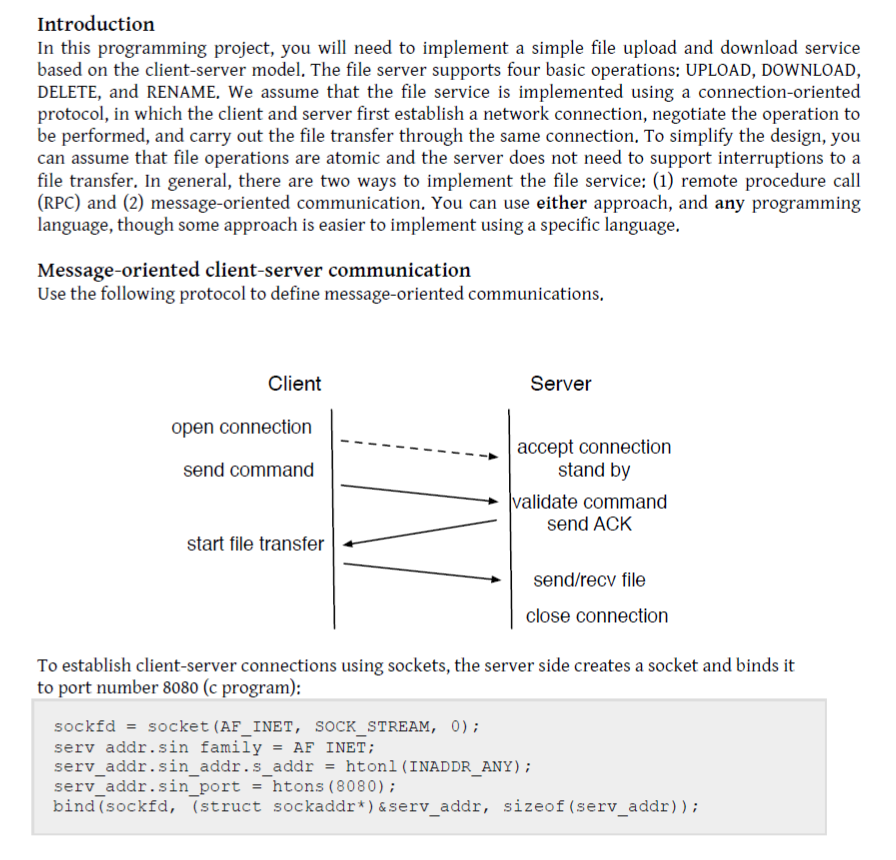 Introduction
In this programming project, you will need to implement a simple file upload and download service
based on the client-server model. The file server supports four basic operations: UPLOAD, DOWNLOAD,
DELETE, and RENAME. We assume that the file service is implemented using a connection-oriented
protocol, in which the client and server first establish a network connection, negotiate the operation to
be performed, and carry out the file transfer through the same connection. To simplify the design, you
can assume that file operations are atomic and the server does not need to support interruptions to a
file transfer. In general, there are two ways to implement the file service: (1) remote procedure call
(RPC) and (2) message-oriented communication. You can use either approach, and any programming
language, though some approach is easier to implement using a specific language.
Message-oriented client-server communication
Use the following protocol to define message-oriented communications.
Client
Server
open connection
accept connection
send command
stand by
validate command
send ACK
start file transfer
send/recv file
close connection
To establish client-server connections using sockets, the server side creates a socket and binds it
to port number 8080 (c program):
sockfd = socket(AF_INET, SOCK_STREAM, 0);
serv addr.sin family = AF INET;
serv_addr.sin_addr.s_addr = htonl(INADDR_ANY);
serv_addr.sin_port = htons(8080);
bind(sockfd, (struct sockaddr*)&serv_addr, sizeof(serv_addr));